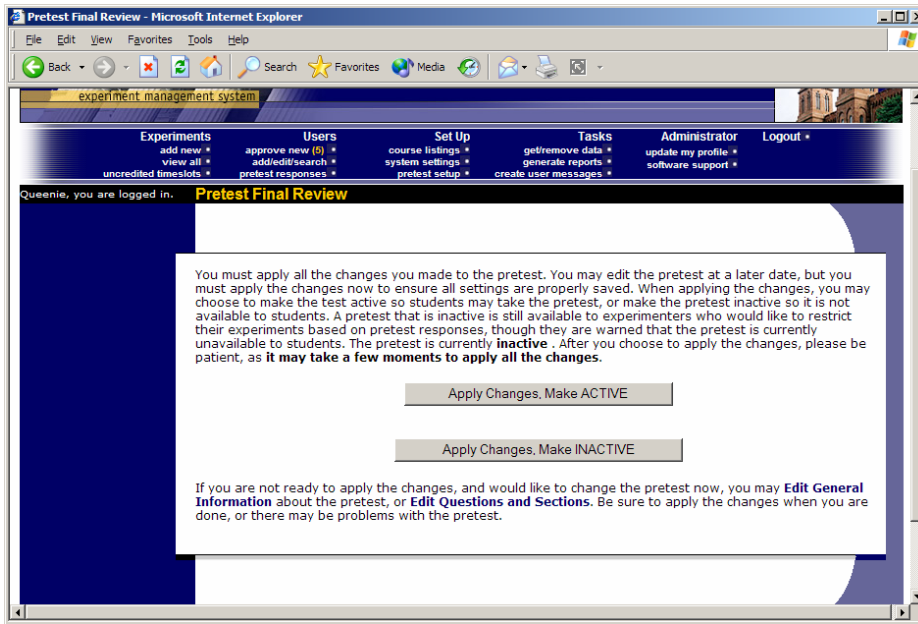 Pretest Final Review - Microsoft Internet Explorer
File Edit View Favorites Tools Help
Back Search Favorites Media
experiment management system
Experiments Users Set Up Tasks Administrator Logout
add new approve new (5) course listings get/remove data update my profile
view all add/edit/search system settings generate reports software support
uncredited timeslots pretest responses pretest setup create user messages
Queenie, you are logged in. Pretest Final Review
You must apply all the changes you made to the pretest. You may edit the pretest at a later date, but you
must apply the changes now to ensure all settings are properly saved. When applying the changes, you may
choose to make the test active so students may take the pretest, or make the pretest inactive so it is not
available to students. A pretest that is inactive is still available to experimenters who would like to restrict
their experiments based on pretest responses, though they are warned that the pretest is currently
unavailable to students. The pretest is currently inactive . After you choose to apply the changes, please be
patient, as it may take a few moments to apply all the changes.
Apply Changes, Make ACTIVE
Apply Changes, Make INACTIVE
If you are not ready to apply the changes, and would like to change the pretest now, you may Edit General
Information about the pretest, or Edit Questions and Sections. Be sure to apply the changes when you are
done, or there may be problems with the pretest.